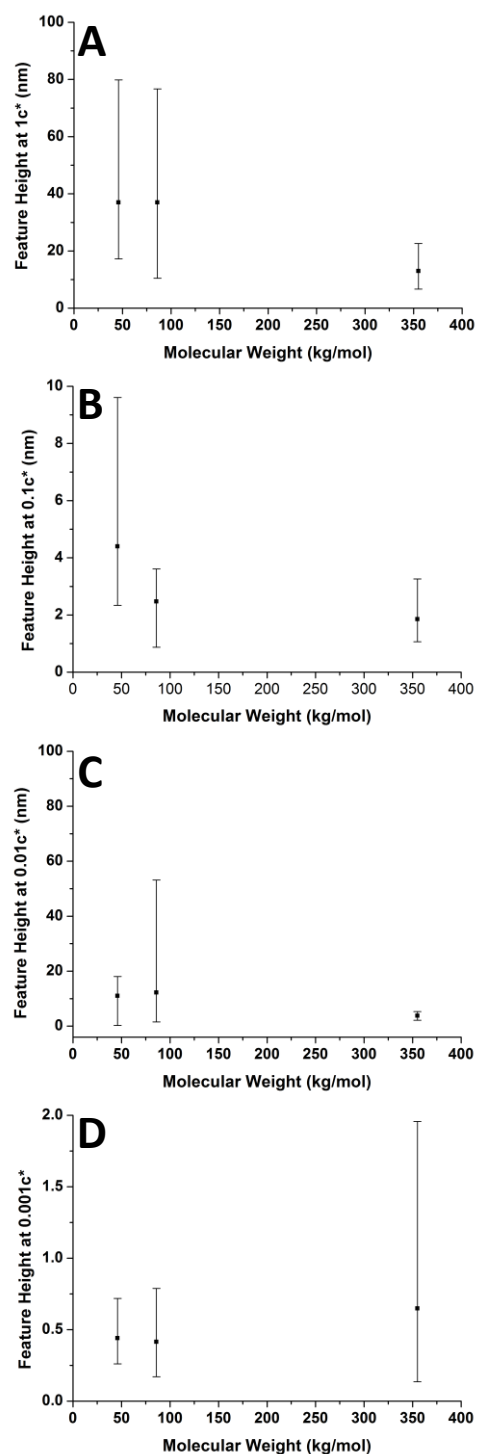 A
100
80
60
40
20
0
Feature Height at 1c* (nm)
0 50 100 150 200 250 300 350 400
Molecular Weight (kg/mol)
B
10
8
6
4
2
0
Feature Height at 0.1c* (nm)
0 50 100 150 200 250 300 350 400
Molecular Weight (kg/mol)
C
100
80
60
40
20
0
Feature Height at 0.01c* (nm)
0 50 100 150 200 250 300 350 400
Molecular Weight (kg/mol)
D
2.0
1.5
1.0
0.5
0.0
Feature Height at 0.001c*
0 50 100 150 200 250 300 350 400
Molecular Weight (kg/mol)